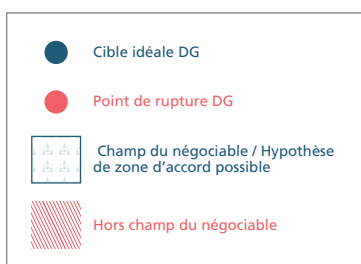 Cible idéale DG
Point de rupture DG
Champ du négociable / Hypothèse
de zone d'accord possible
Hors champ du négociable